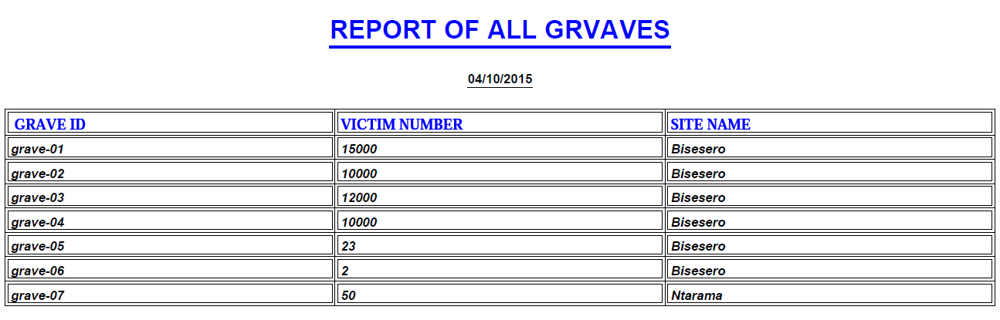 REPORT OF ALL GRVAVES
04/10/2015
GRAVE ID VICTIM NUMBER SITE NAME
grave-01 15000 Bisesero
grave-02 10000 Bisesero
grave-03 12000 Bisesero
grave-04 10000 Bisesero
grave-05 23 Bisesero
grave-06 2 Bisesero
grave-07 50 Ntarama